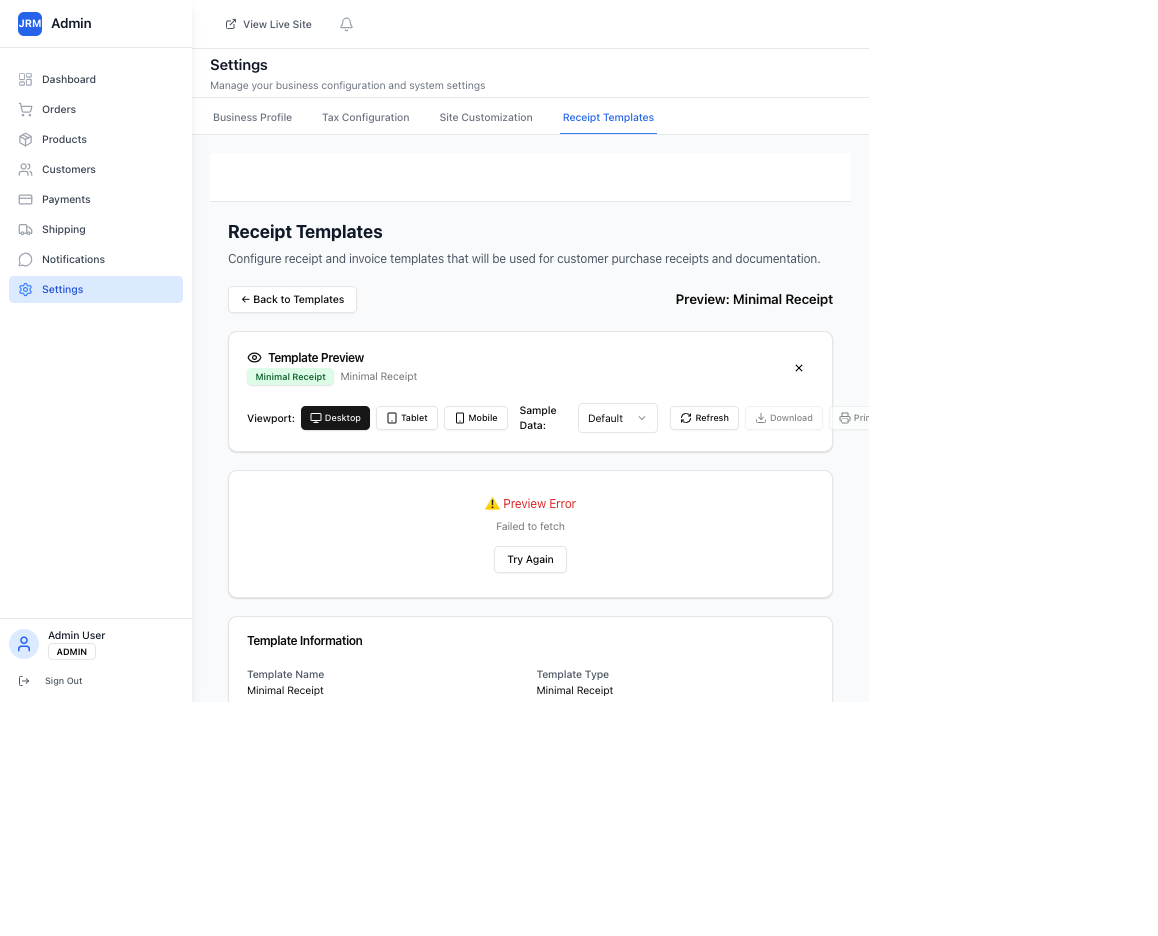 JRM Admin
View Live Site
Settings
Manage your business configuration and system settings
Business Profile Tax Configuration Site Customization Receipt Templates
Dashboard
Orders
Products
Customers
Payments
Shipping
Notifications
Settings
Receipt Templates
Configure receipt and invoice templates that will be used for customer purchase receipts and documentation.
← Back to Templates
Preview: Minimal Receipt
Template Preview
Minimal Receipt Minimal Receipt
Viewport: Desktop Tablet Mobile Sample Data: Default Refresh Download
Preview Error
Failed to fetch
Try Again
Template Information
Template Name Template Type
Minimal Receipt Minimal Receipt
Admin User
ADMIN
Sign Out